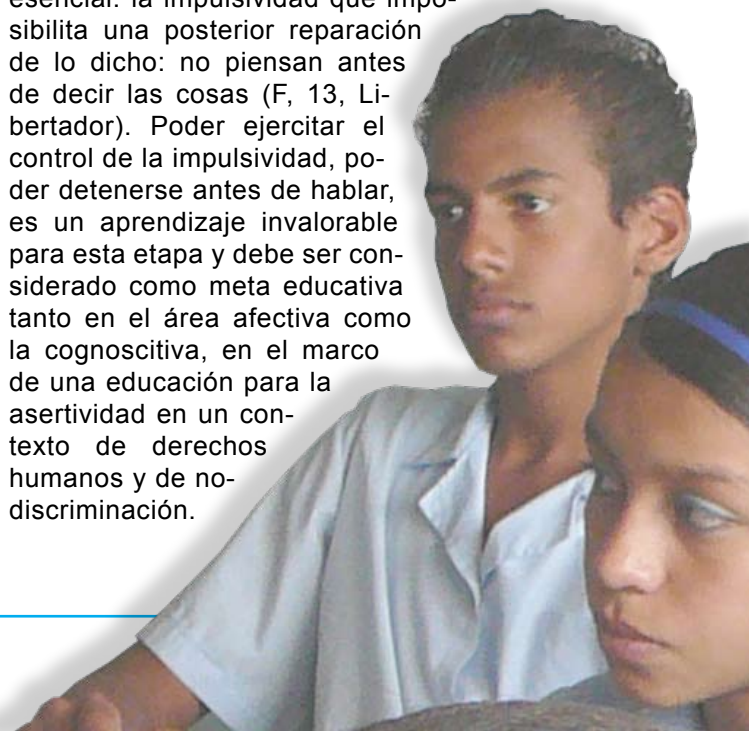 esencial: la impulsividad que impo-
sibilita una posterior reparación
de lo dicho: no piensan antes
de decir las cosas (F, 13, Li-
bertador). Poder ejercitar el
control de la impulsividad, po-
der detenerse antes de hablar,
es un aprendizaje invalorable
para esta etapa y debe ser con-
siderado como meta educativa
tanto en el área afectiva como
la cognoscitiva, en el marco
de una educación para la
asertividad en un con-
texto de derechos
humanos y de no-
discriminación.